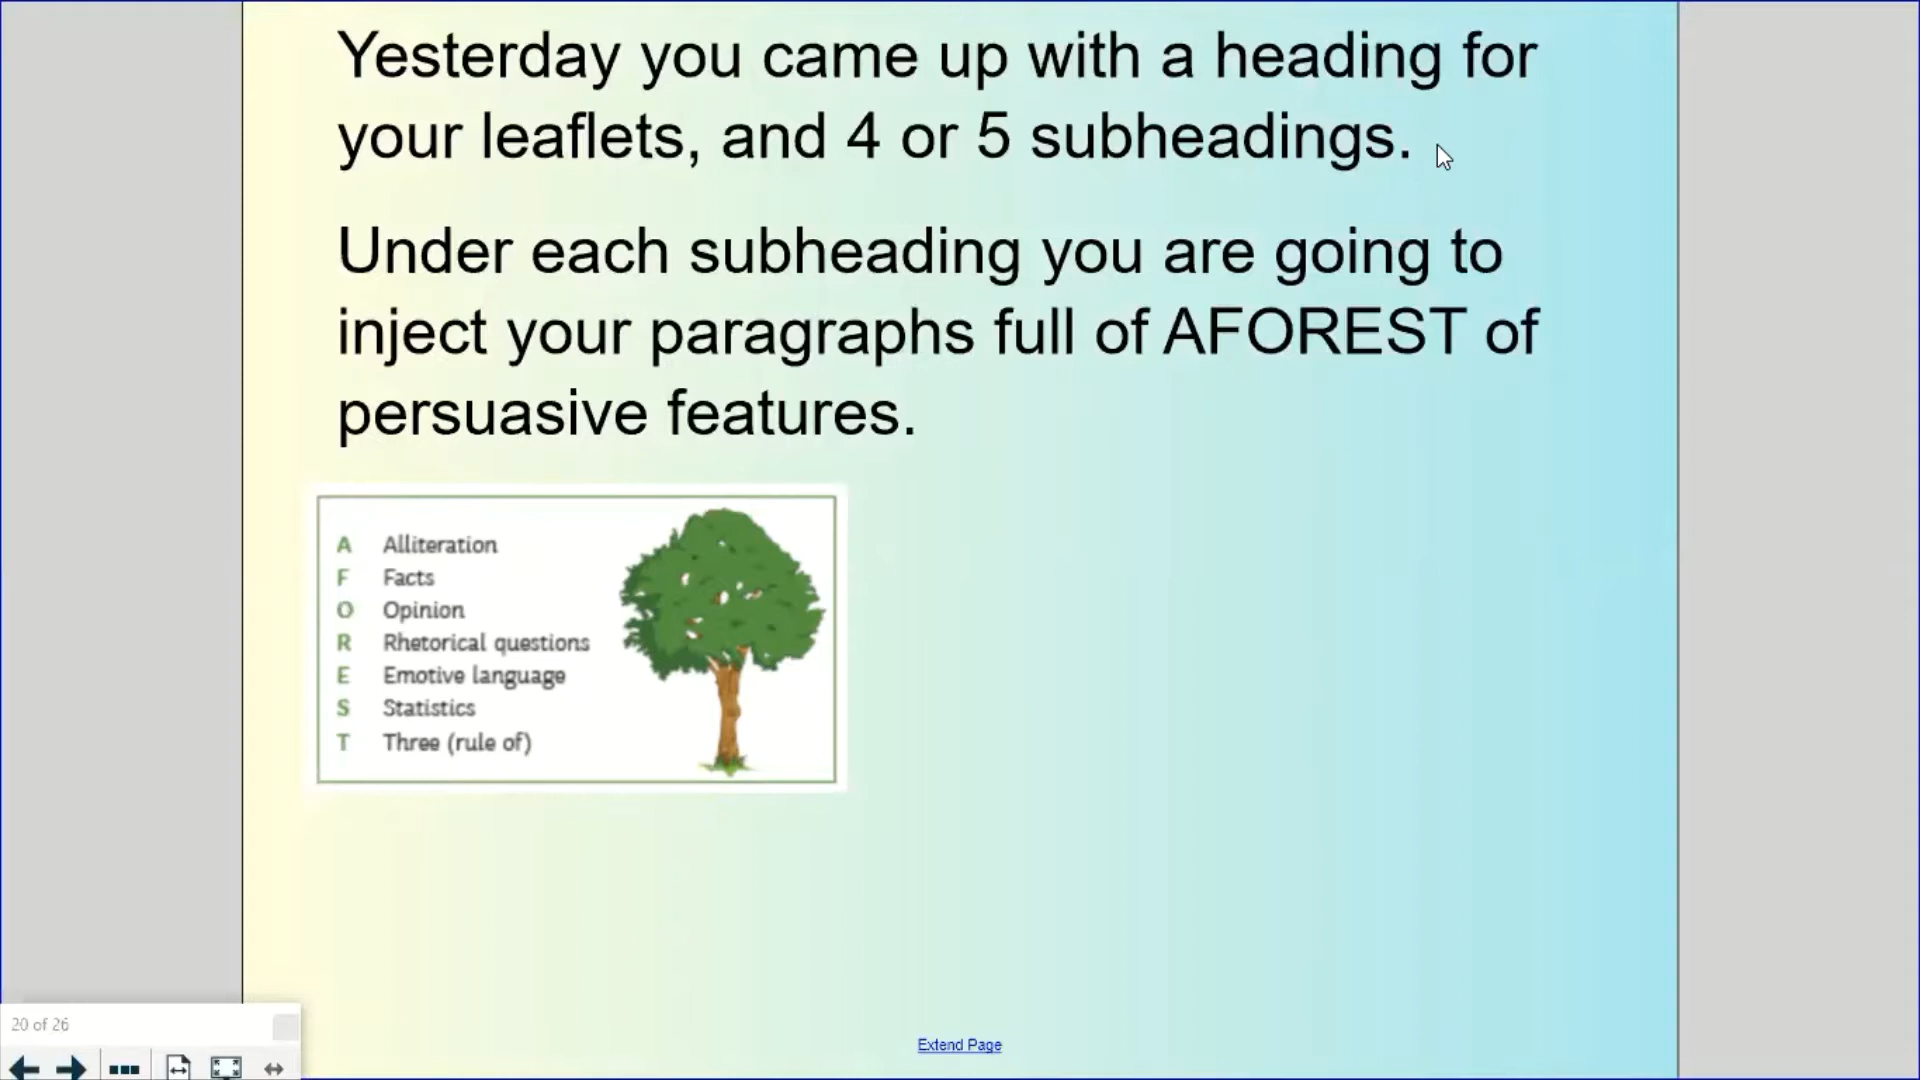 Yesterday you came up with a heading for
your leaflets, and 4 or 5 subheadings.
Under each subheading you are going to
inject your paragraphs full of AFOREST of
persuasive features.
A Alliteration
F Facts
O Opinion
R Rhetorical questions
E Emotive language
S Statistics
T Three (rule of)
20 of 26
Extend Page